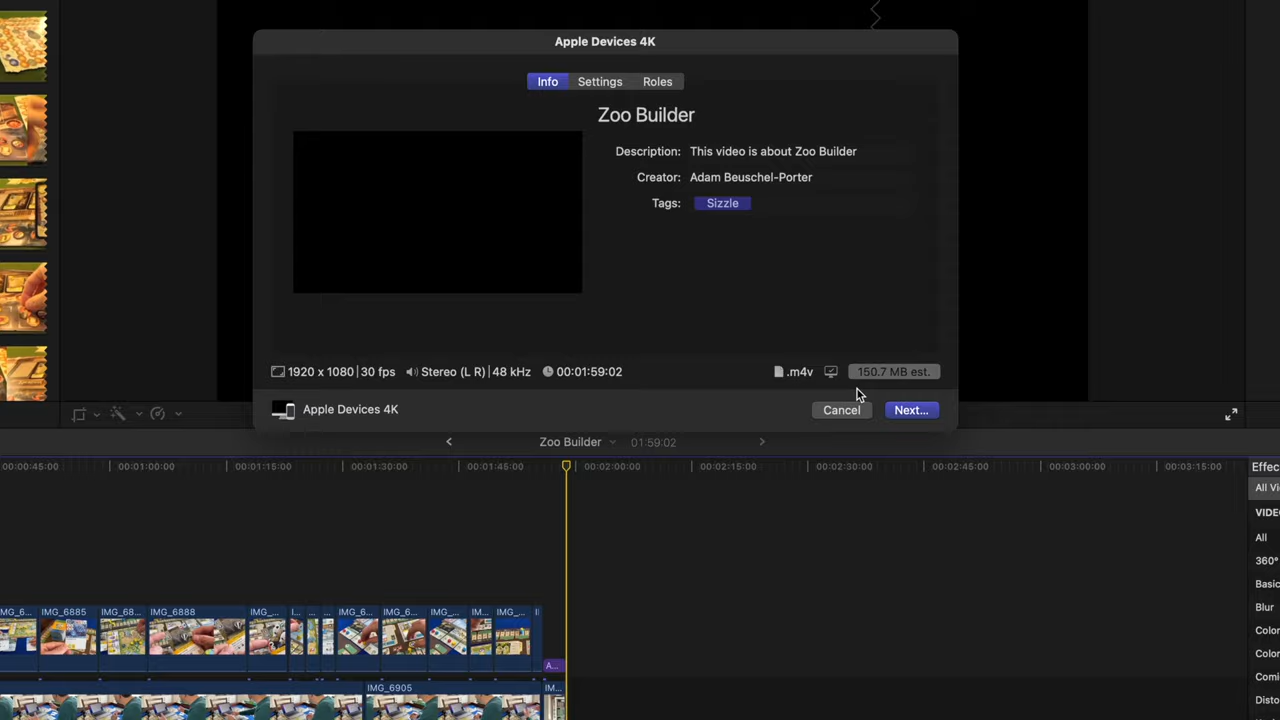 Apple Devices 4K
Info Settings Roles
Zoo Builder
Description: This video is about Zoo Builder
Creator: Adam Beuschel-Porter
Tags: Sizzle
1920 x 1080 | 30 fps Stereo (L R) | 48 kHz 00:01:59:02 .m4v 150.7 MB est.
Apple Devices 4K Cancel Next...
Zoo Builder 01:59:02
00:00:45:00 00:01:00:00 00:01:15:00 00:01:30:00 00:01:45:00 00:02:00:00 00:02:15:00 00:02:30:00 00:02:45:00 00:03:00:00 00:03:15:00 Effec
All Vi
VIDEO
All
360°
Basic
Blur
Color
IMG_6... IMG_6885 IMG_68... IMG_6888 IMG_... I... ... ... IMG_6... IMG_6... IMG_... IM... IMG_...
Color
A...
Comi
IMG_6905 IM...
Disto